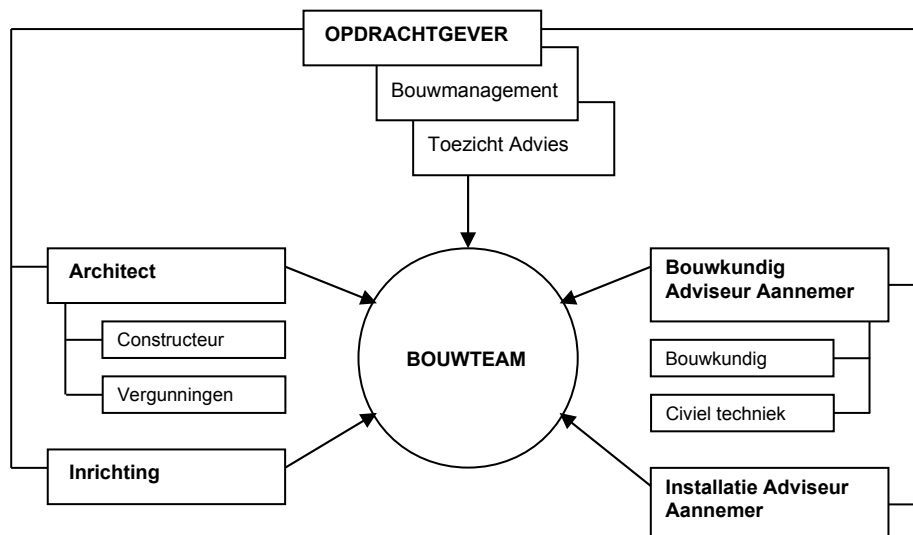 OPDRACHTGEVER
Bouwmanagement
Toezicht Advies
Architect
Constructeur
Vergunningen
Inrichting
BOUWTEAM
Bouwkundig
Adviseur Aannemer
Bouwkundig
Civiel techniek
Installatie Adviseur
Aannemer